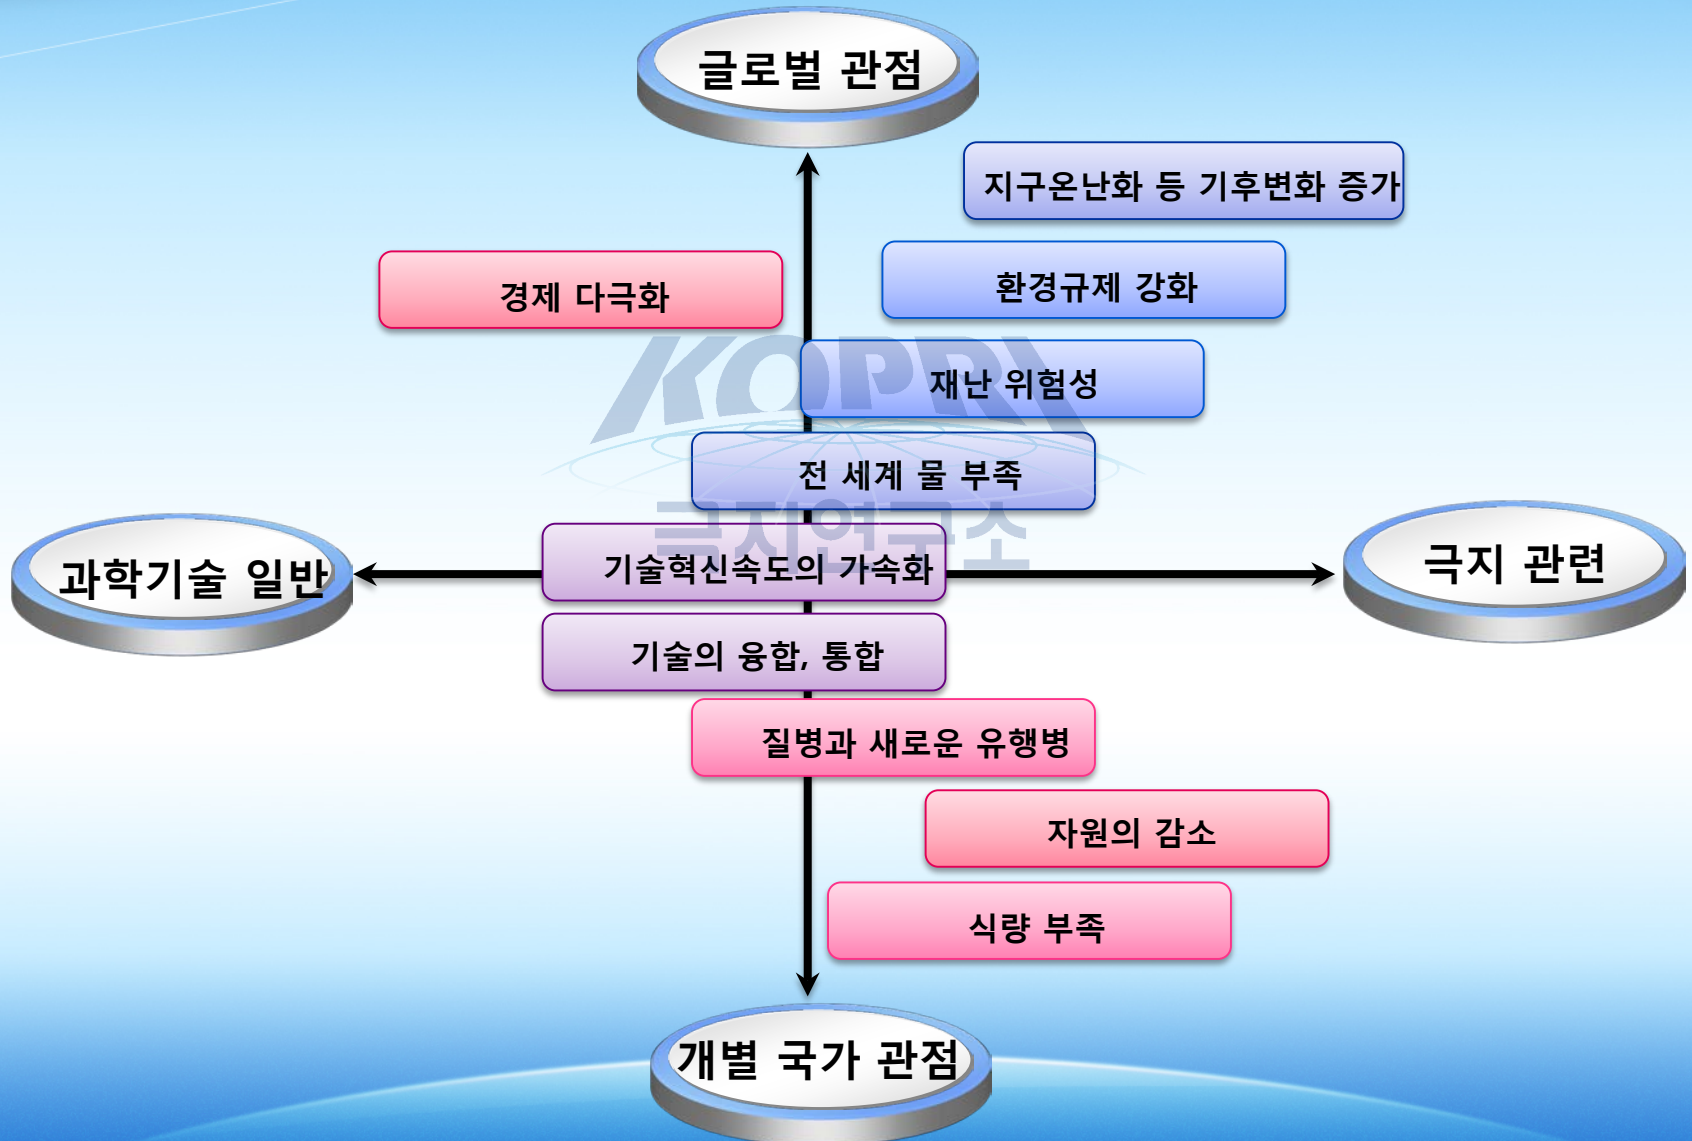 글로벌 관점
지구온난화 등 기후변화 증가
환경규제 강화
경제 다극화
KOPRI
재난 위험성
전 세계 물 부족
극지연구소
과학기술 일반
기술혁신속도의 가속화
극지 관련
기술의 융합, 통합
질병과 새로운 유행병
자원의 감소
식량 부족
개별 국가 관점